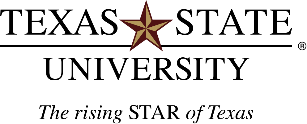 TEXAS STATE
®
UNIVERSITY
The rising STAR of Texas